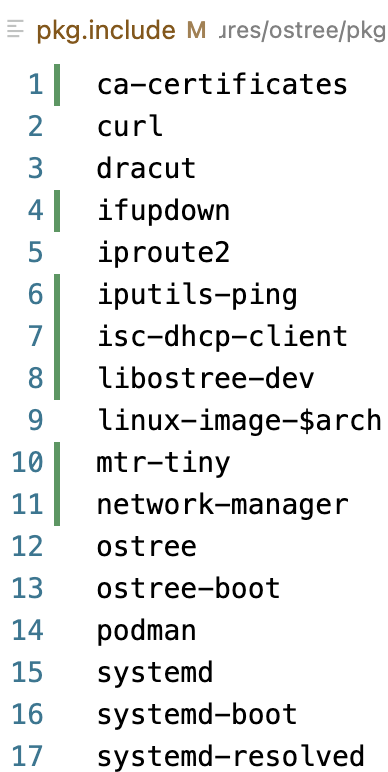 pkg.include M ures/ostree/pkg
1 ca-certificates
2 curl
3 dracut
4 ifupdown
5 iproute2
6 iputils-ping
7 isc-dhcp-client
8 libostree-dev
9 linux-image-$arch
10 mtr-tiny
11 network-manager
12 ostree
13 ostree-boot
14 podman
15 systemd
16 systemd-boot
17 systemd-resolved